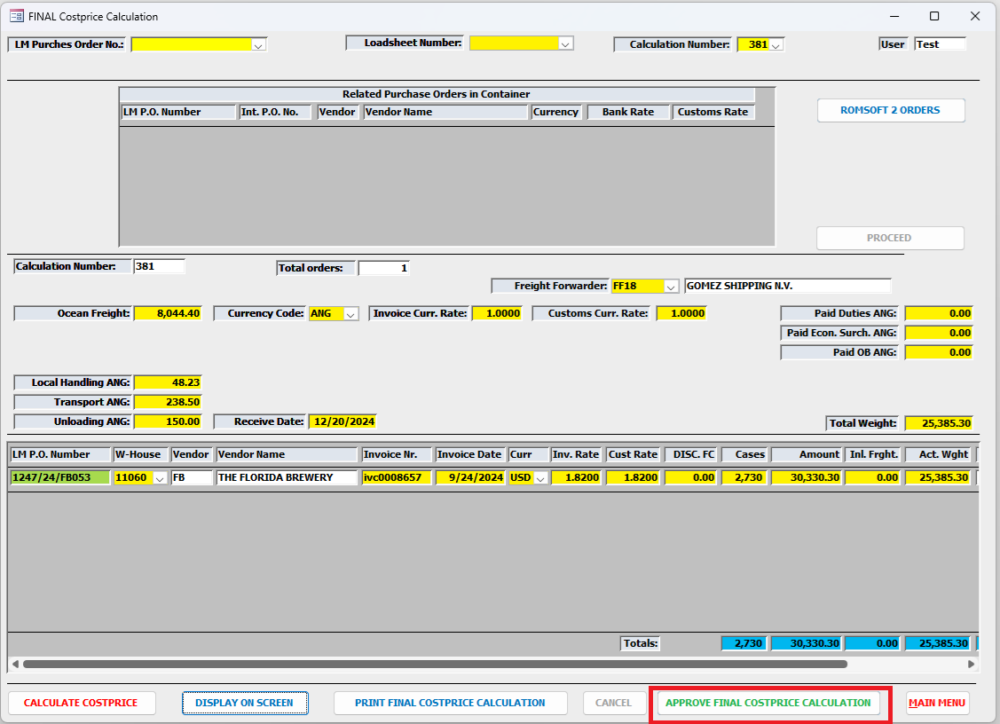 FINAL Costprice Calculation
LM Purches Order No.: Loadsheet Number: Calculation Number: 381 User Test
Related Purchase Orders in Container
LM P.O. Number Int. P.O. No. Vendor Vendor Name Currency Bank Rate Customs Rate
ROMSOFT 2 ORDERS
PROCEED
Calculation Number: 381 Total orders: 1
Freight Forwarder: FF18 GOMEZ SHIPPING N.V.
Ocean Freight: 8,044.40 Currency Code: ANG Invoice Curr. Rate: 1.0000 Customs Curr. Rate: 1.0000 Paid Duties ANG: 0.00
Paid Econ. Surch. ANG: 0.00
Paid OB ANG: 0.00
Local Handling ANG: 48.23
Transport ANG: 238.50
Unloading ANG: 150.00 Receive Date: 12/20/2024 Total Weight: 25,385.30
LM P.O. Number W-House Vendor Vendor Name Invoice Nr. Invoice Date Curr Inv. Rate Cust Rate DISC. FC Cases Amount Inl. Frght. Act. Wght
1247/24/FB053 11060 FB THE FLORIDA BREWERY ivc0008657 9/24/2024 USD 1.8200 1.8200 0.00 2,730 30,330.30 0.00 25,385.30
Totals: 2,730 30,330.30 0.00 25,385.30
CALCULATE COSTPRICE DISPLAY ON SCREEN PRINT FINAL COSTPRICE CALCULATION CANCEL APPROVE FINAL COSTPRICE CALCULATION MAIN MENU